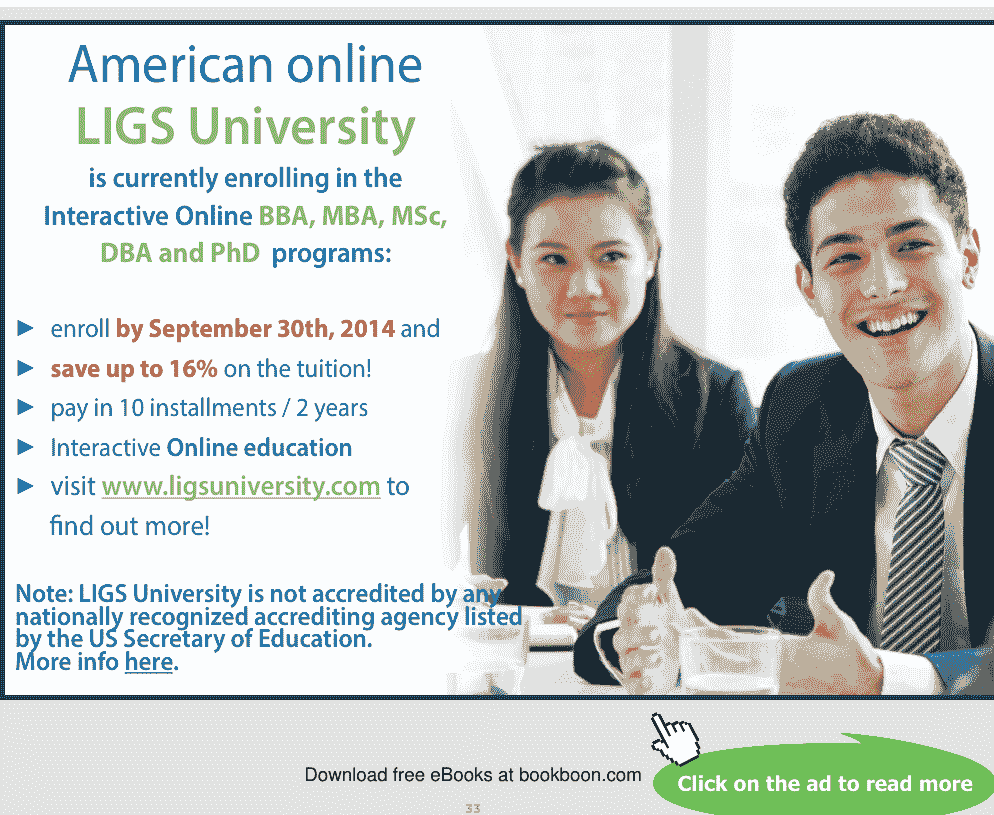 American online
LIGS University
is currently enrolling in the
Interactive Online BBA, MBA, MSc,
DBA and PhD programs:
► enroll by September 30th, 2014 and
► save up to 16% on the tuition!
► pay in 10 installments / 2 years
► Interactive Online education
► visit www.ligsuniversity.com to
find out more!
Note: LIGS University is not accredited by any
nationally recognized accrediting agency listed
by the US Secretary of Education.
More info here.
Download free eBooks at bookboon.com
Click on the ad to read more
33